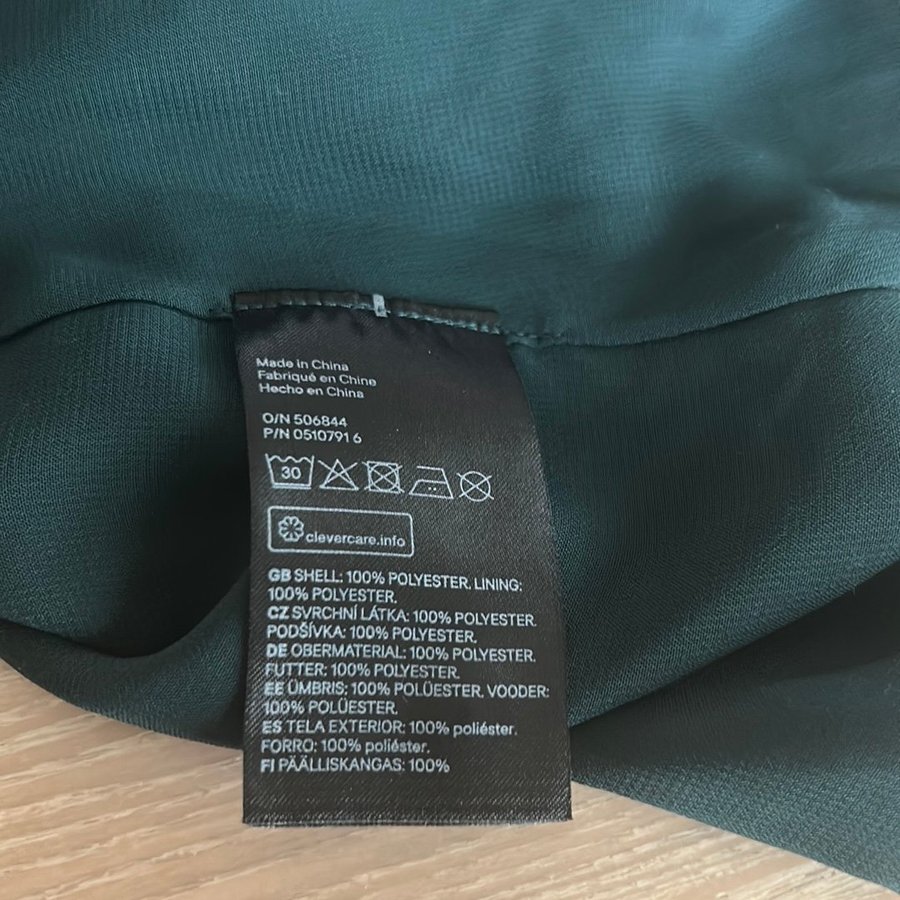 Made in China
Fabriqué en Chine
Hecho en China
O/N 506844
P/N 0510791 6
30
clevercare.info
GB SHELL: 100% POLYESTER. LINING:
100% POLYESTER.
CZ SVRCHNÍ LÁTKA: 100% POLYESTER.
PODŠÍVKA: 100% POLYESTER.
DE OBERMATERIAL: 100% POLYESTER.
FUTTER: 100% POLYESTER.
EE ÜMBRIS: 100% POLÜESTER. VOODER:
100% POLÜESTER.
ES TELA EXTERIOR: 100% poliéster.
FORRO: 100% poliéster.
FI PÄÄLLISKANGAS: 100%